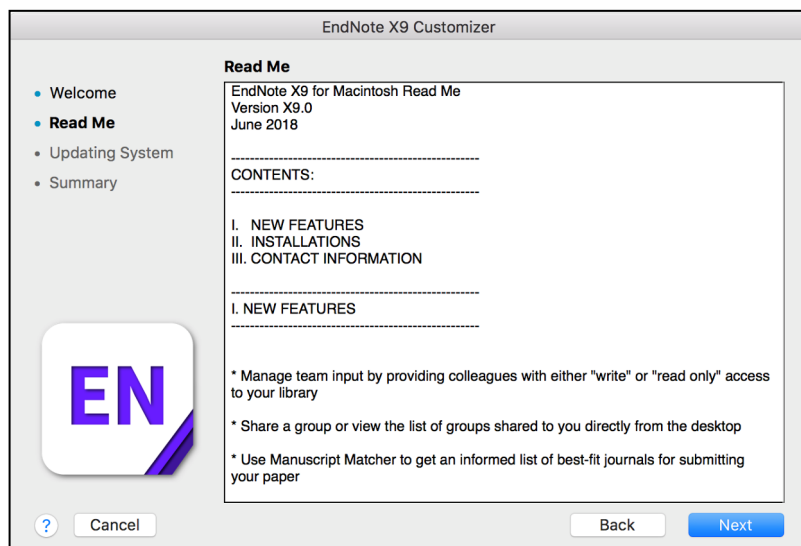 EndNote X9 Customizer
Welcome
Read Me
Updating System
Summary
EN
Read Me
EndNote X9 for Macintosh Read Me
Version X9.0
June 2018
-----------------------------------------------------
CONTENTS:
-----------------------------------------------------
I. NEW FEATURES
II. INSTALLATIONS
III. CONTACT INFORMATION
-----------------------------------------------------
I. NEW FEATURES
-----------------------------------------------------
* Manage team input by providing colleagues with either "write" or "read only" access
to your library
* Share a group or view the list of groups shared to you directly from the desktop
* Use Manuscript Matcher to get an informed list of best-fit journals for submitting
your paper
? Cancel Back Next